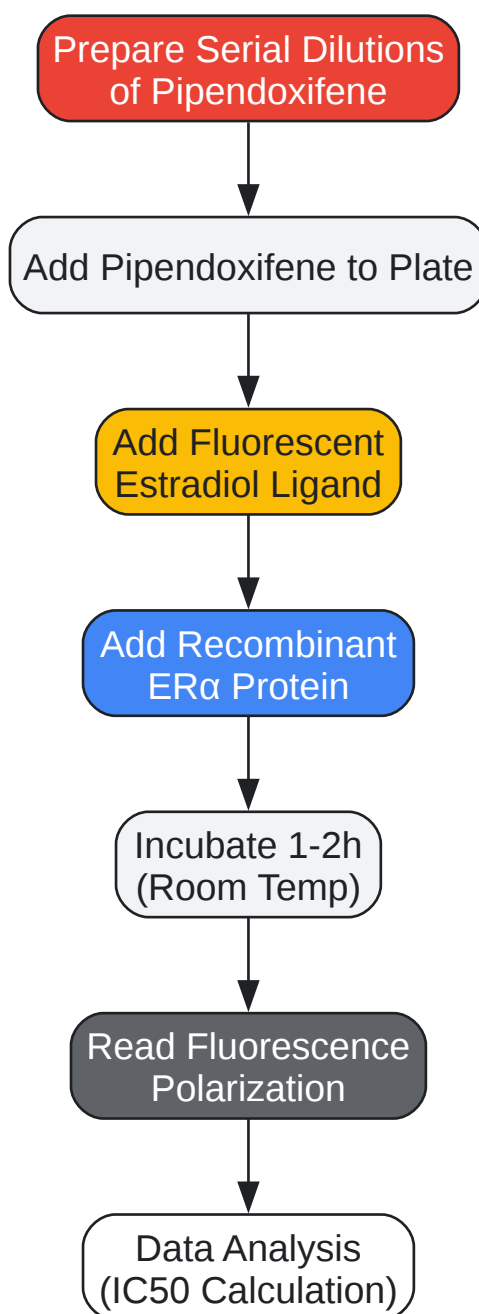 Prepare Serial Dilutions
of Pipendoxifene
Add Pipendoxifene to Plate
Add Fluorescent
Estradiol Ligand
Add Recombinant
ERα Protein
Incubate 1-2h
(Room Temp)
Read Fluorescence
Polarization
Data Analysis
(IC50 Calculation)